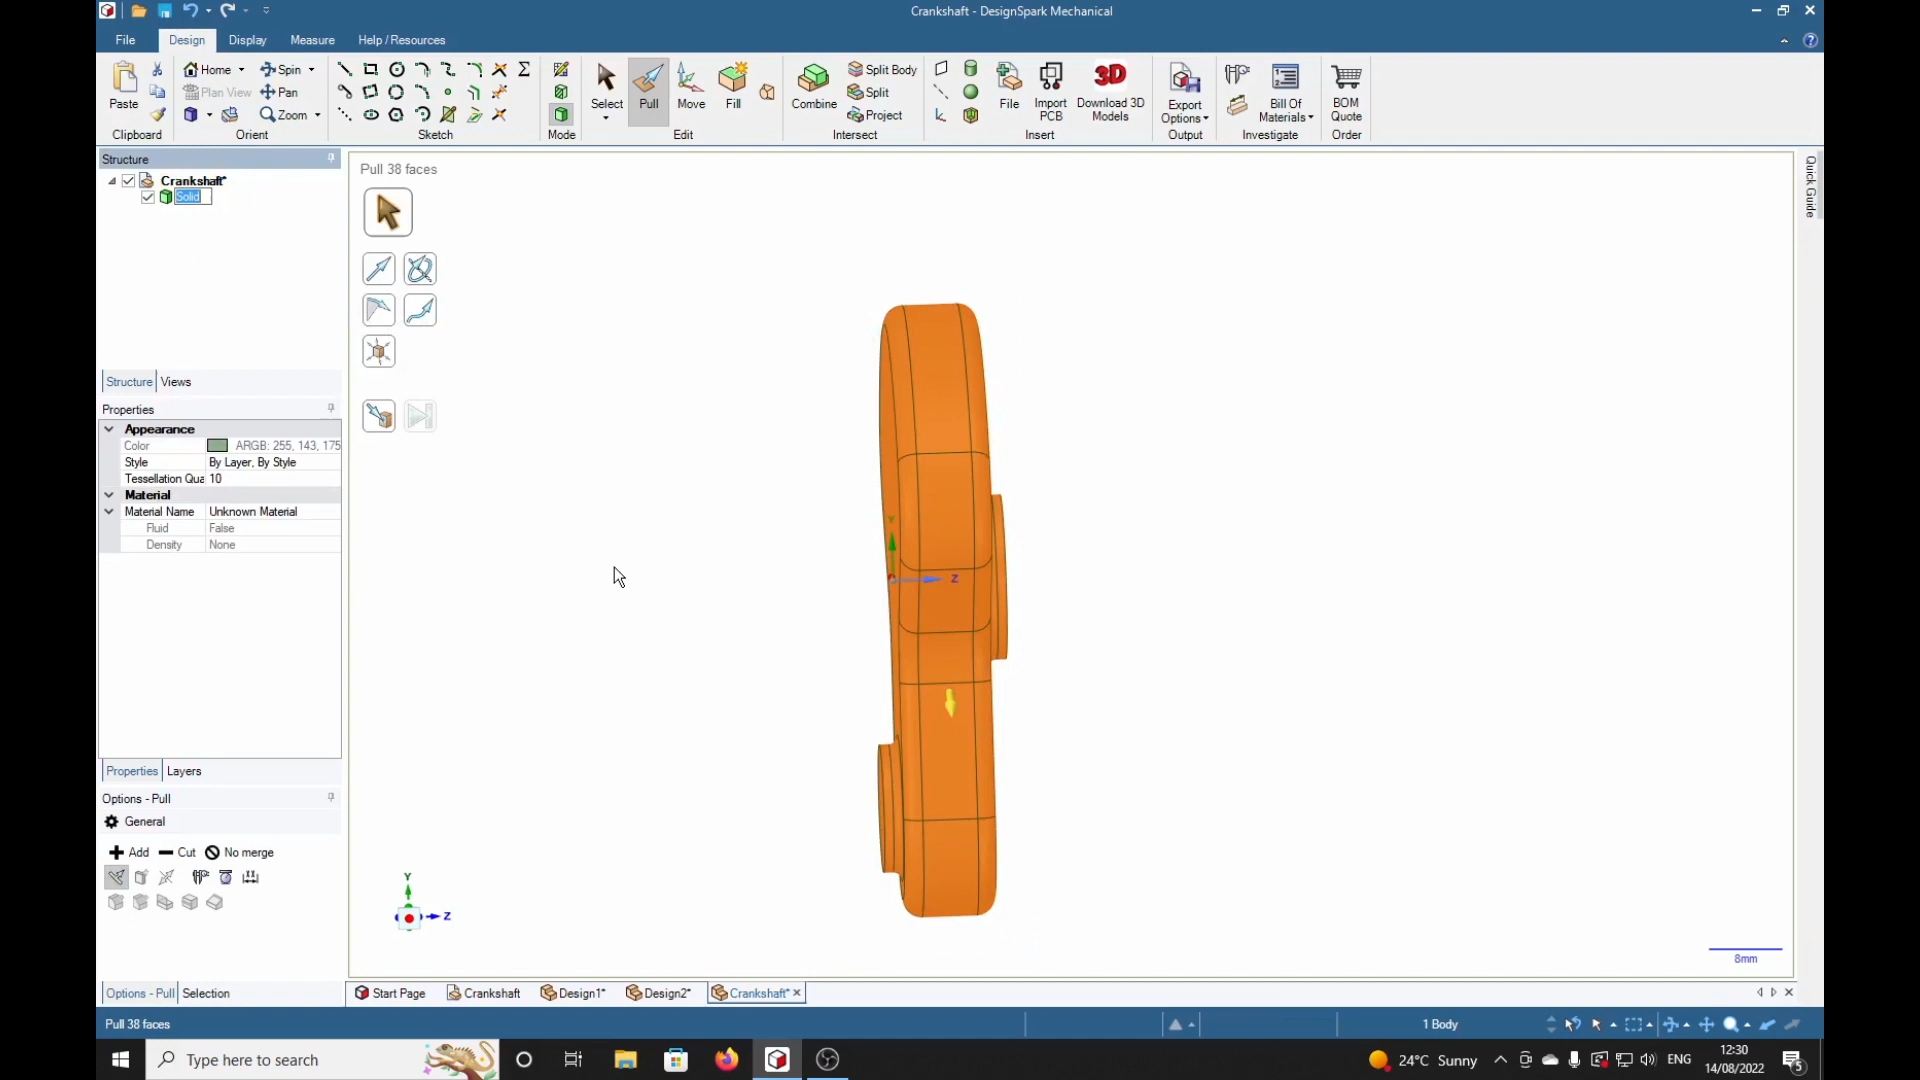 Crankshaft - DesignSpark Mechanical
File
Design
Display
Measure
Help / Resources
Paste
Home
Spin
Plan View
Pan
Zoom
Select
Pull
Move
Fill
Combine
Split Body
Split
Project
File
Import
PCB
Download 3D
Models
3D
Export
Options
Bill Of
Materials
BOM
Quote
Clipboard
Orient
Sketch
Mode
Edit
Intersect
Insert
Output
Investigate
Order
Structure
Crankshaft*
Solid
Structure
Views
Properties
Appearance
Color
ARGB: 255, 143, 175
Style
By Layer, By Style
Tessellation Qua
10
Material
Material Name
Unknown Material
Fluid
False
Density
None
Properties
Layers
Options - Pull
General
Add
Cut
No merge
Options - Pull
Selection
Pull 38 faces
Y
Z
Y
Z
8mm
Quick Guide
Start Page
Crankshaft
Design1*
Design2*
Crankshaft*
Pull 38 faces
1 Body
Type here to search
24°C Sunny
ENG
12:30
14/08/2022
5